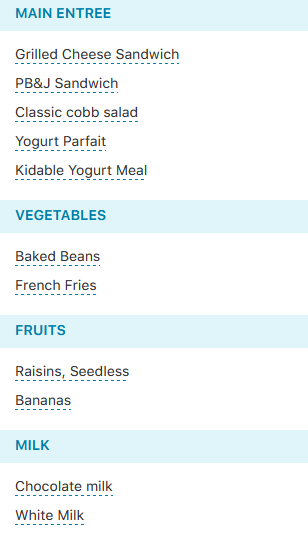 MAIN ENTREE
Grilled Cheese Sandwich
PB&J Sandwich
Classic cobb salad
Yogurt Parfait
Kidable Yogurt Meal
VEGETABLES
Baked Beans
French Fries
FRUITS
Raisins, Seedless
Bananas
MILK
Chocolate milk
White Milk